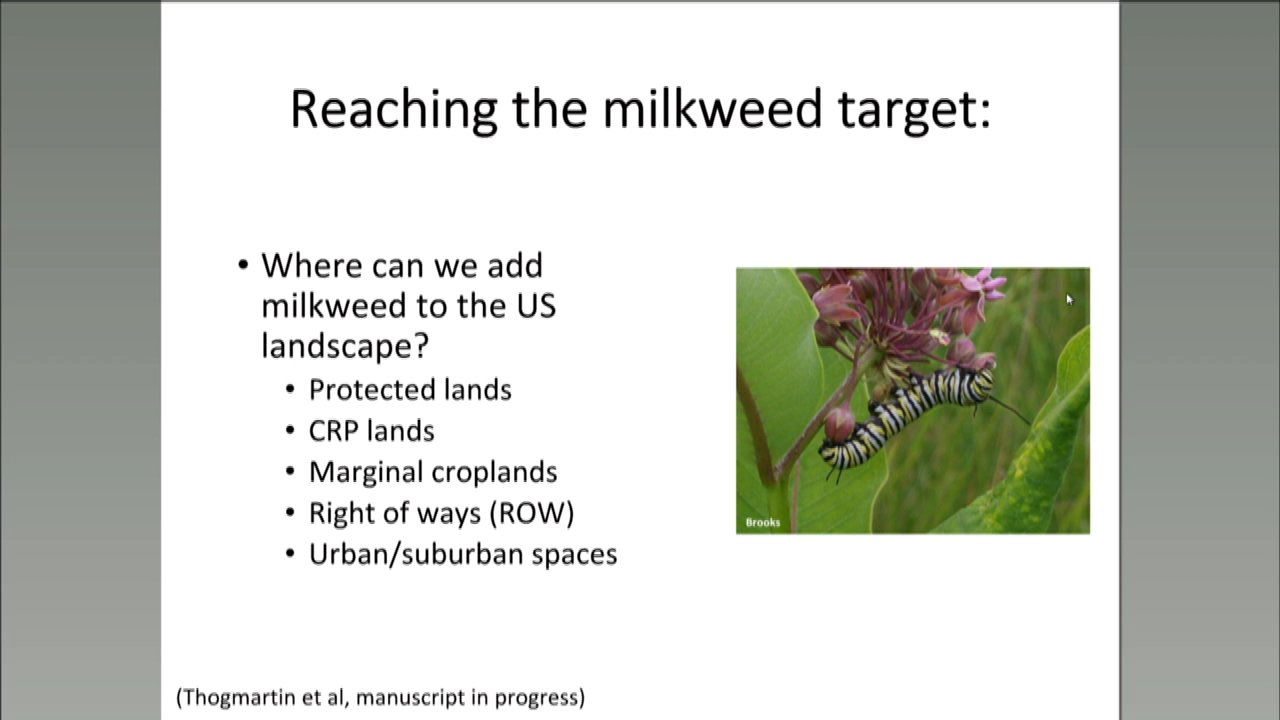 Reaching the milkweed target:
• Where can we add
milkweed to the US
landscape?
• Protected lands
• CRP lands
• Marginal croplands
• Right of ways (ROW)
• Urban/suburban spaces
Brooks
(Thogmartin et al, manuscript in progress)